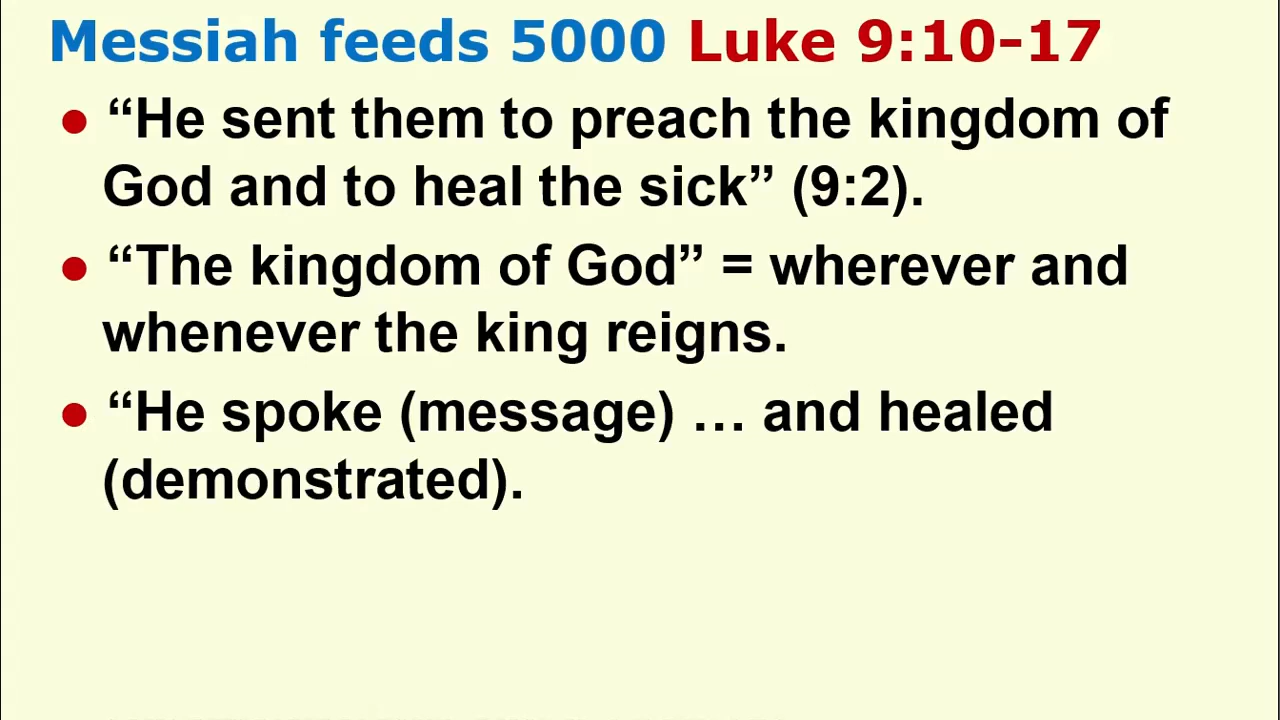 Messiah feeds 5000 Luke 9:10-17
● “He sent them to preach the kingdom of
God and to heal the sick” (9:2).
● “The kingdom of God” = wherever and
whenever the king reigns.
● “He spoke (message) … and healed
(demonstrated).